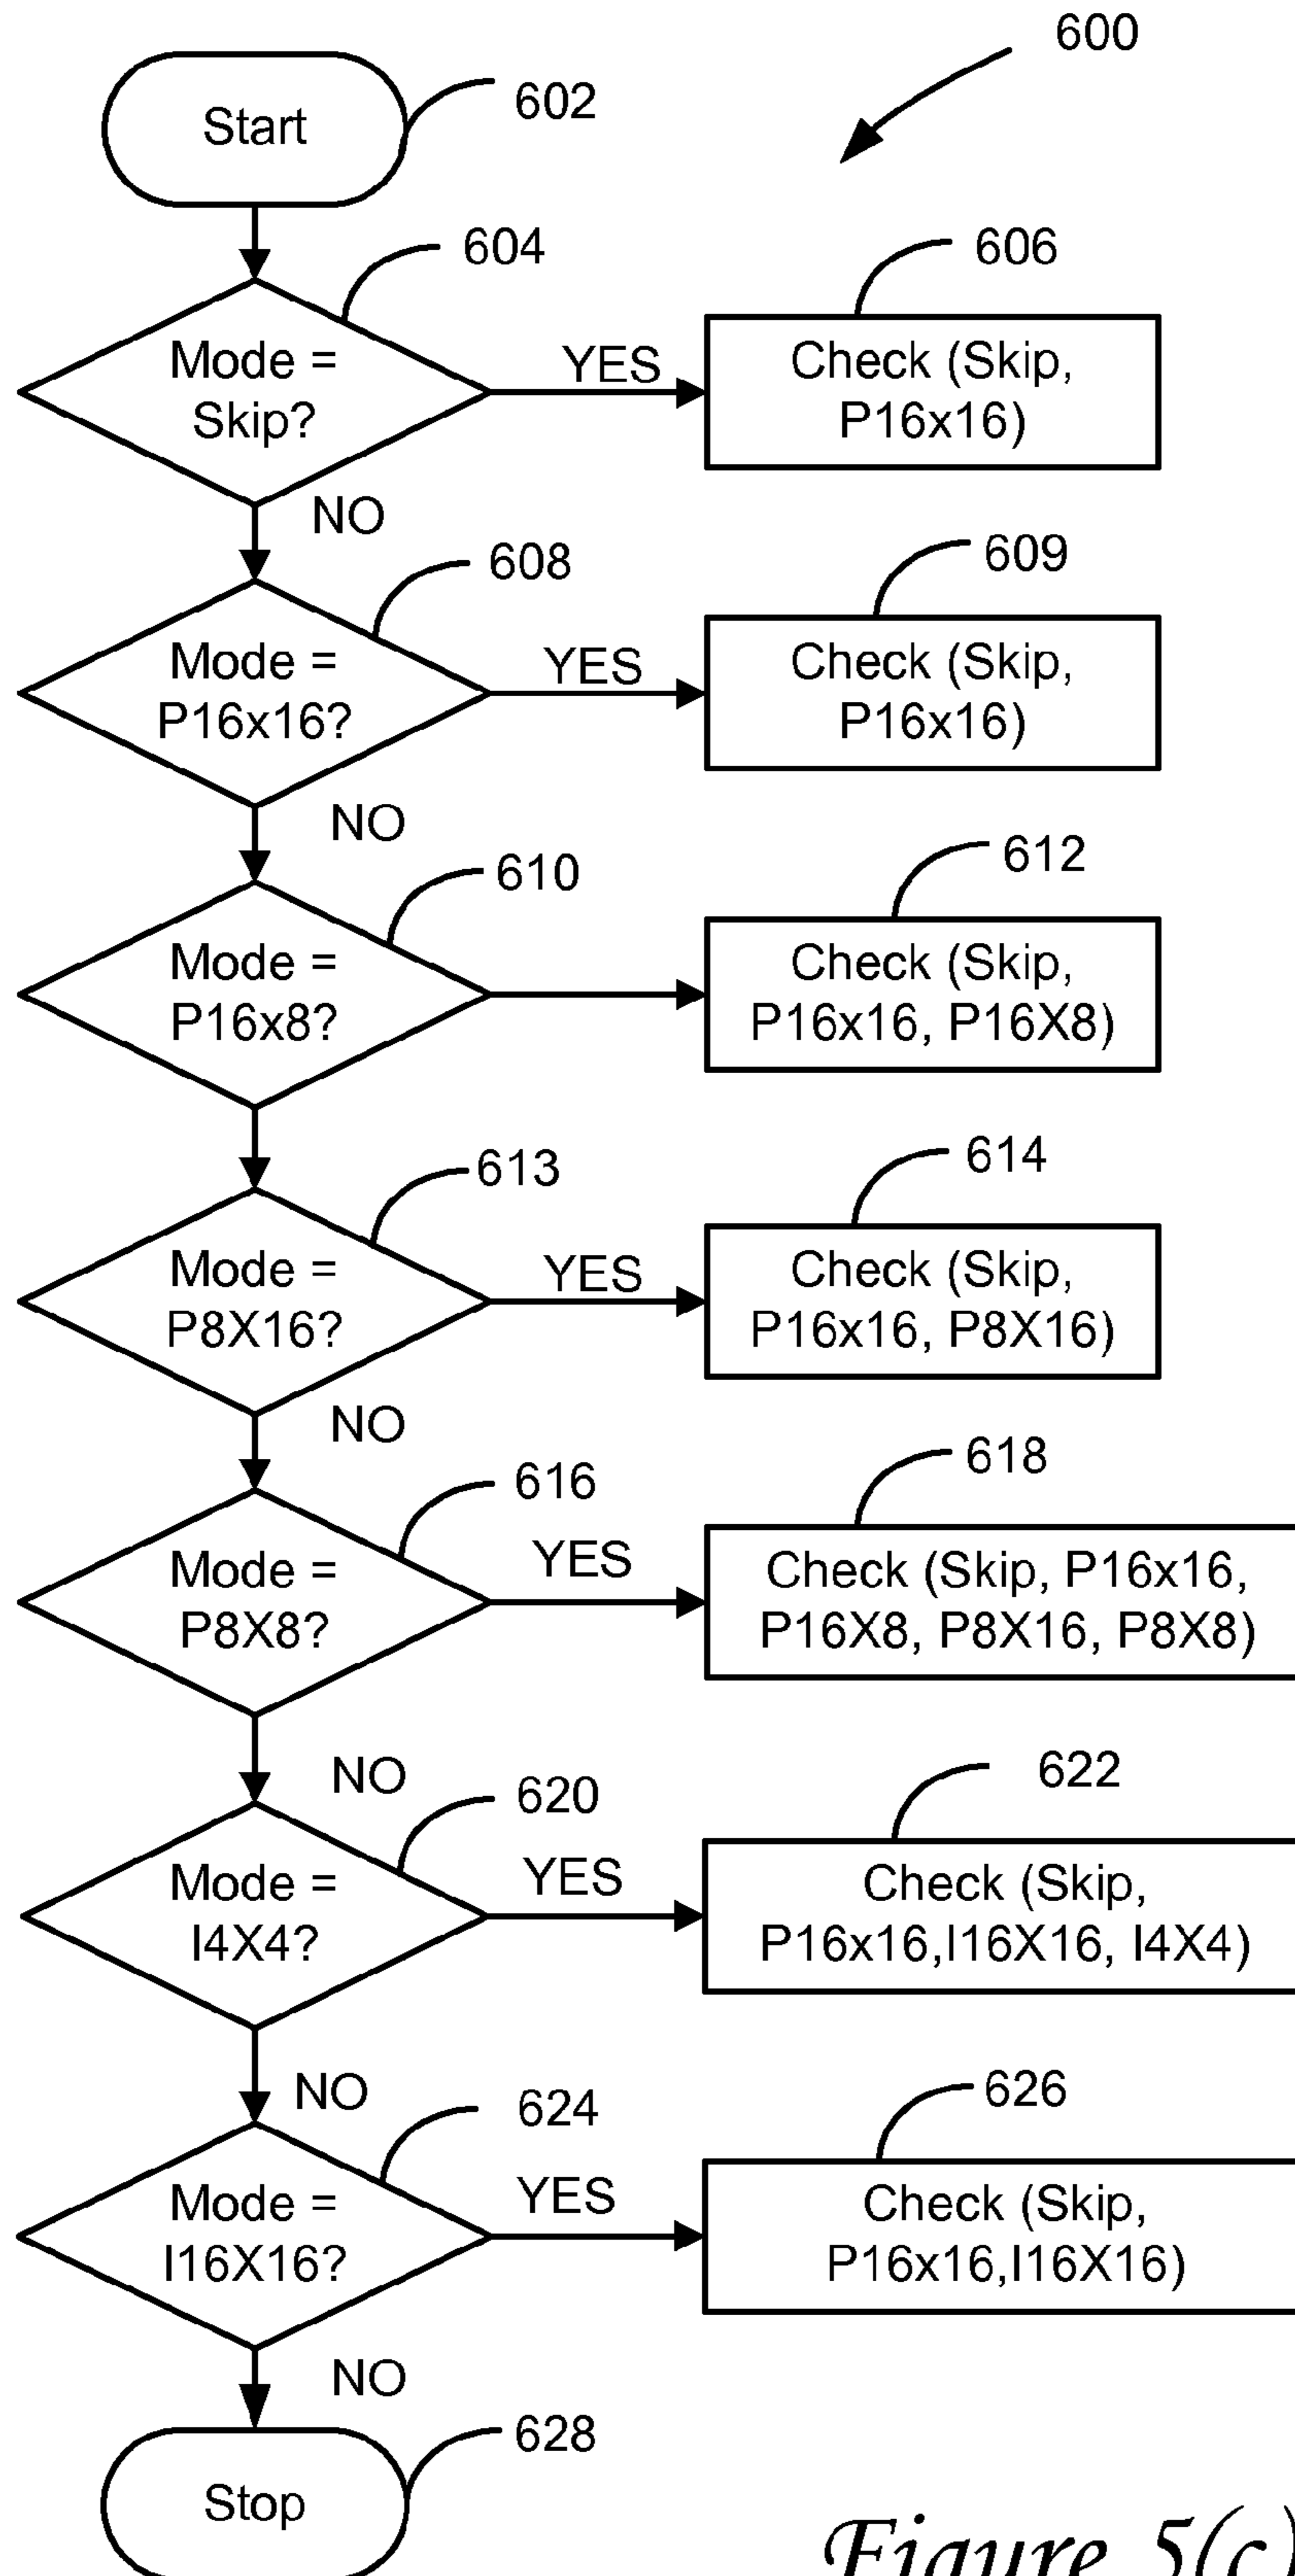 600
Start
602
604
Mode =
Skip?
YES
606
Check (Skip,
P16x16)
NO
608
Mode =
P16x16?
YES
609
Check (Skip,
P16x16)
NO
610
Mode =
P16x8?
612
Check (Skip,
P16x16, P16X8)
613
Mode =
P8X16?
YES
614
Check (Skip,
P16x16, P8X16)
NO
616
Mode =
P8X8?
YES
618
Check (Skip, P16x16,
P16X8, P8X16, P8X8)
NO
620
Mode =
I4X4?
YES
622
Check (Skip,
P16x16,I16X16, I4X4)
NO
624
Mode =
I16X16?
YES
626
Check (Skip,
P16x16,I16X16)
NO
628
Stop
Figure 5(c)